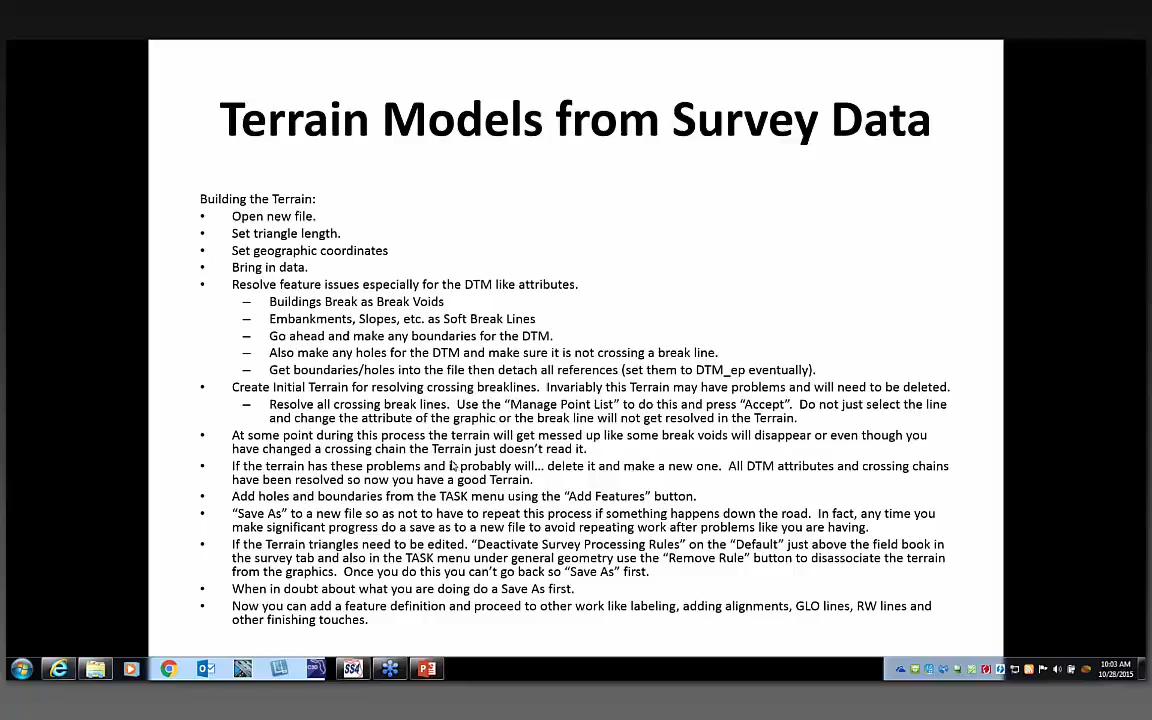 Terrain Models from Survey Data
Building the Terrain:
• Open new file.
• Set triangle length.
• Set geographic coordinates
• Bring in data.
• Resolve feature issues especially for the DTM like attributes.
– Buildings Break as Break Voids
– Embankments, Slopes, etc. as Soft Break Lines
– Go ahead and make any boundaries for the DTM.
– Also make any holes for the DTM and make sure it is not crossing a break line.
– Get boundaries/holes into the file then detach all references (set them to DTM_ep eventually).
• Create Initial Terrain for resolving crossing breaklines. Invariably this Terrain may have problems and will need to be deleted.
– Resolve all crossing break lines. Use the “Manage Point List” to do this and press “Accept”. Do not just select the line
and change the attribute of the graphic or the break line will not get resolved in the Terrain.
• At some point during this process the terrain will get messed up like some break voids will disappear or even though you
have changed a crossing chain the Terrain just doesn’t read it.
• If the terrain has these problems and it probably will… delete it and make a new one. All DTM attributes and crossing chains
have been resolved so now you have a good Terrain.
• Add holes and boundaries from the TASK menu using the “Add Features” button.
• “Save As” to a new file so as not to have to repeat this process if something happens down the road. In fact, any time you
make significant progress do a save as to a new file to avoid repeating work after problems like you are having.
• If the Terrain triangles need to be edited. “Deactivate Survey Processing Rules” on the “Default” just above the field book in
the survey tab and also in the TASK menu under general geometry use the “Remove Rule” button to disassociate the terrain
from the graphics. Once you do this you can’t go back so “Save As” first.
• When in doubt about what you are doing do a Save As first.
• Now you can add a feature definition and proceed to other work like labeling, adding alignments, GLO lines, RW lines and
other finishing touches.
SS4
10:03 AM
10/28/2015